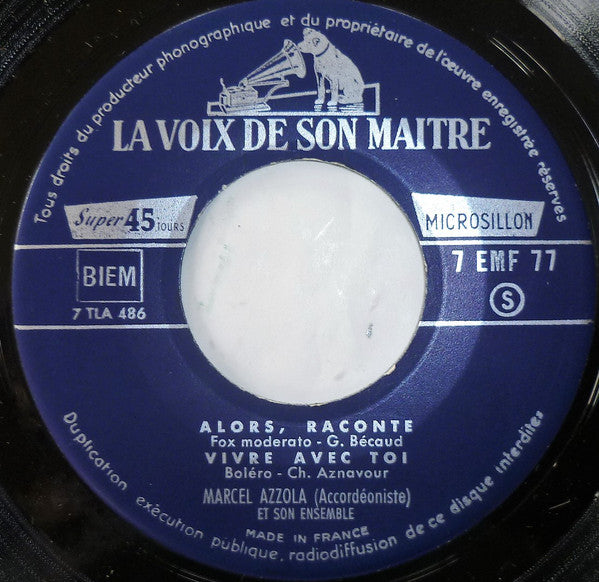 Tous droits du producteur phonographique et du propriétaire de l'œuvre enregistrée réservés.
LA VOIX DE SON MAITRE
Super 45 TOURS
MICROSILLON
BIEM
7 TLA 486
7 EMF 77
S
ALORS, RACONTE
Fox moderato - G. Bécaud
VIVRE AVEC TOI
Boléro - Ch. Aznavour
MARCEL AZZOLA (Accordéoniste)
ET SON ENSEMBLE
MADE IN FRANCE
Duplication exécution publique, radiodiffusion de ce disque interdites